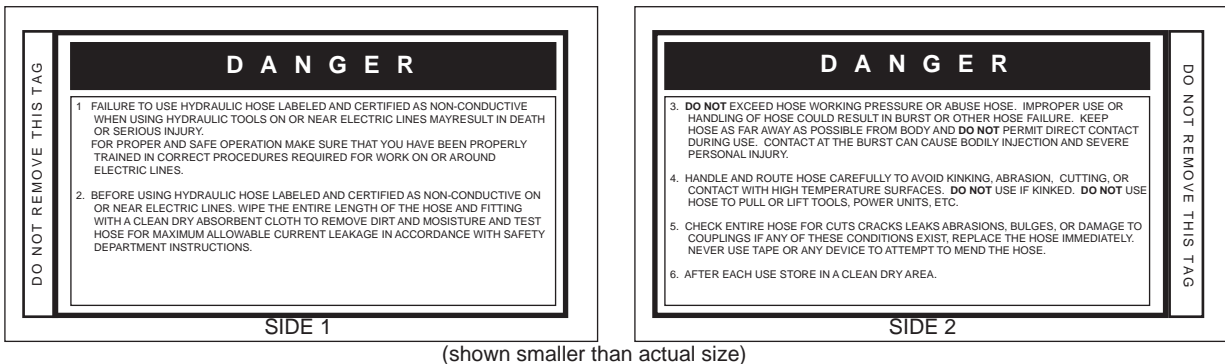 DO NOT REMOVE THIS TAG
DANGER
1 FAILURE TO USE HYDRAULIC HOSE LABELED AND CERTIFIED AS NON-CONDUCTIVE
WHEN USING HYDRAULIC TOOLS ON OR NEAR ELECTRIC LINES MAYRESULT IN DEATH
OR SERIOUS INJURY.
FOR PROPER AND SAFE OPERATION MAKE SURE THAT YOU HAVE BEEN PROPERLY
TRAINED IN CORRECT PROCEDURES REQUIRED FOR WORK ON OR AROUND
ELECTRIC LINES.
2. BEFORE USING HYDRAULIC HOSE LABELED AND CERTIFIED AS NON-CONDUCTIVE ON
OR NEAR ELECTRIC LINES. WIPE THE ENTIRE LENGTH OF THE HOSE AND FITTING
WITH A CLEAN DRY ABSORBENT CLOTH TO REMOVE DIRT AND MOSISTURE AND TEST
HOSE FOR MAXIMUM ALLOWABLE CURRENT LEAKAGE IN ACCORDANCE WITH SAFETY
DEPARTMENT INSTRUCTIONS.
SIDE 1
DANGER
3. DO NOT EXCEED HOSE WORKING PRESSURE OR ABUSE HOSE. IMPROPER USE OR
HANDLING OF HOSE COULD RESULT IN BURST OR OTHER HOSE FAILURE. KEEP
HOSE AS FAR AWAY AS POSSIBLE FROM BODY AND DO NOT PERMIT DIRECT CONTACT
DURING USE. CONTACT AT THE BURST CAN CAUSE BODILY INJECTION AND SEVERE
PERSONAL INJURY.
4. HANDLE AND ROUTE HOSE CAREFULLY TO AVOID KINKING, ABRASION, CUTTING, OR
CONTACT WITH HIGH TEMPERATURE SURFACES. DO NOT USE IF KINKED. DO NOT USE
HOSE TO PULL OR LIFT TOOLS, POWER UNITS, ETC.
5. CHECK ENTIRE HOSE FOR CUTS CRACKS LEAKS ABRASIONS, BULGES, OR DAMAGE TO
COUPLINGS IF ANY OF THESE CONDITIONS EXIST, REPLACE THE HOSE IMMEDIATELY.
NEVER USE TAPE OR ANY DEVICE TO ATTEMPT TO MEND THE HOSE.
6. AFTER EACH USE STORE IN A CLEAN DRY AREA.
DO NOT REMOVE THIS TAG
SIDE 2
(shown smaller than actual size)